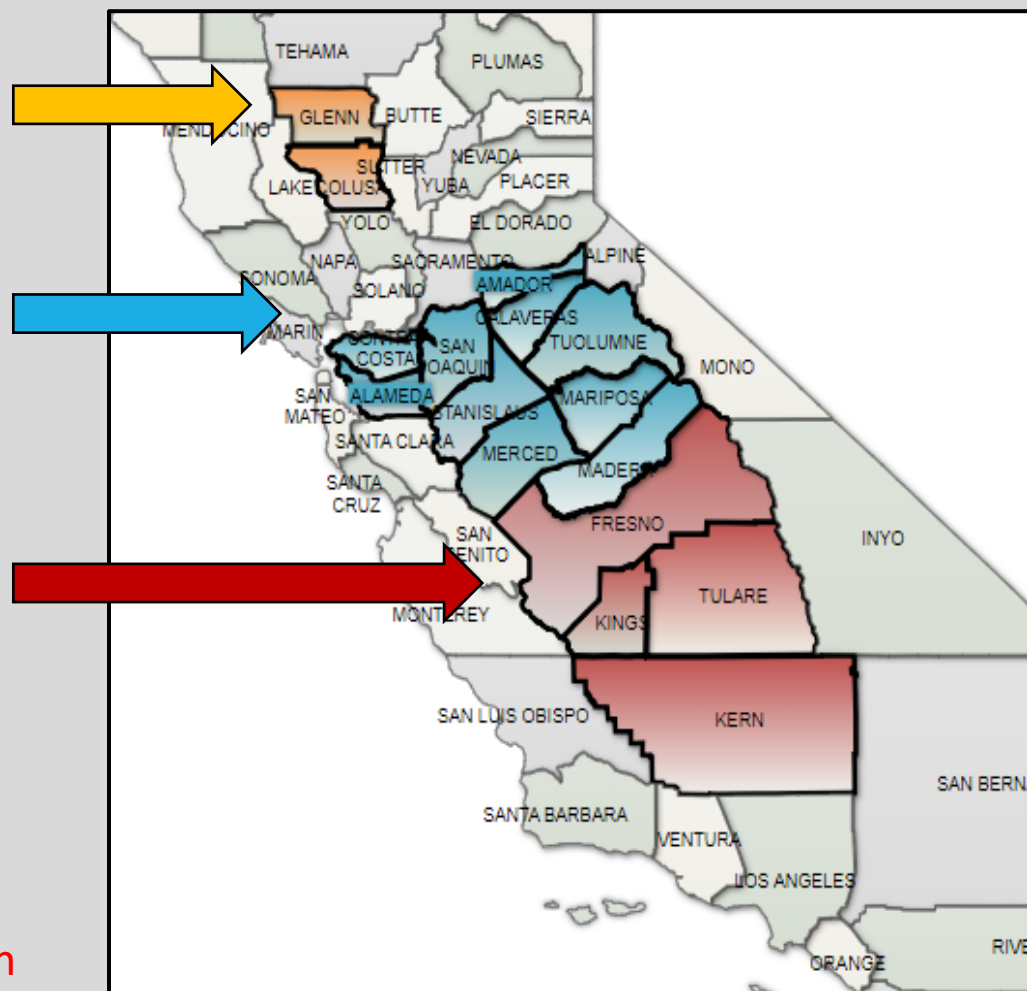 TEHAMA
PLUMAS
GLENN
BUTTE
SIERRA
MENDOCINO
NEVADA
SUTTER
LAKE
COLUSA
YUBA
PLACER
YOLO
EL DORADO
NAPA
SACRAMENTO
ALPINE
SONOMA
AMADOR
SOLANO
CALAVERAS
MARIN
CONTRA
COSTA
SAN
JOAQUIN
TUOLUMNE
MONO
SAN
MATEO
ALAMEDA
STANISLAUS
MARIPOSA
SANTA CLARA
MERCED
MADERA
SANTA
CRUZ
FRESNO
SAN
BENITO
INYO
TULARE
MONTEREY
KINGS
SAN LUIS OBISPO
KERN
SAN BERN
SANTA BARBARA
VENTURA
LOS ANGELES
RIVE
ORANGE
n